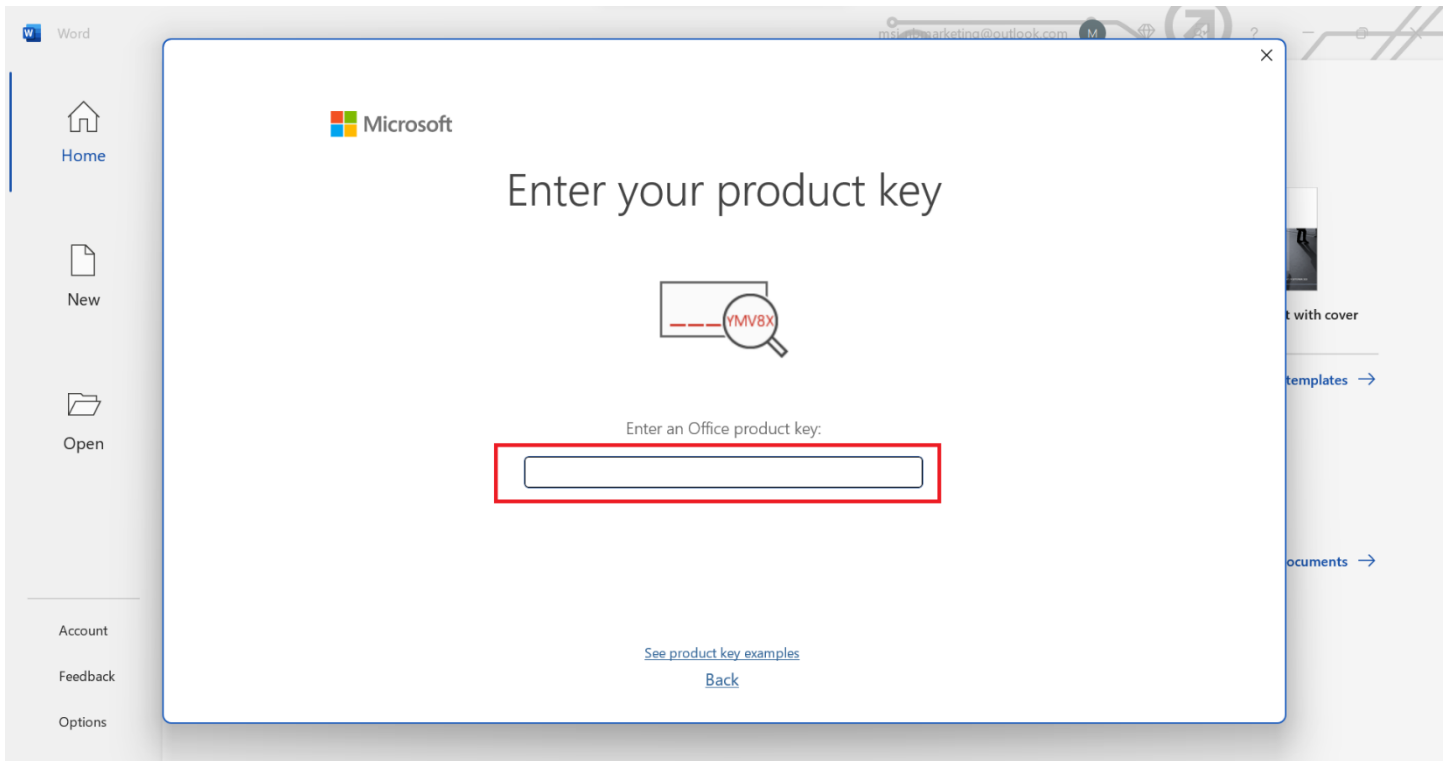 Word
M
?
Microsoft
Enter your product key
Home
YMV8X
New
t with cover
templates
Enter an Office product key:
Open
ocuments
Account
See product key examples
Feedback
Back
Options